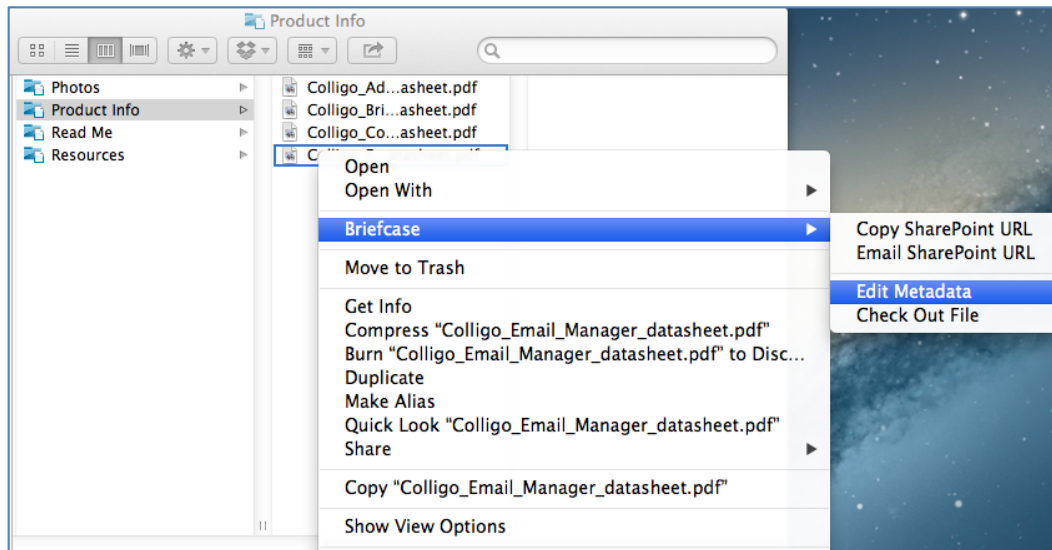 Product Info
Photos
Product Info
Read Me
Resources
Colligo_Ad...asheet.pdf
Colligo_Bri...asheet.pdf
Colligo_Co...asheet.pdf
Open
Open With
Briefcase
Move to Trash
Get Info
Compress “Colligo_Email_Manager_datasheet.pdf”
Burn “Colligo_Email_Manager_datasheet.pdf” to Disc...
Duplicate
Make Alias
Quick Look “Colligo_Email_Manager_datasheet.pdf”
Share
Copy “Colligo_Email_Manager_datasheet.pdf”
Show View Options
Copy SharePoint URL
Email SharePoint URL
Edit Metadata
Check Out File